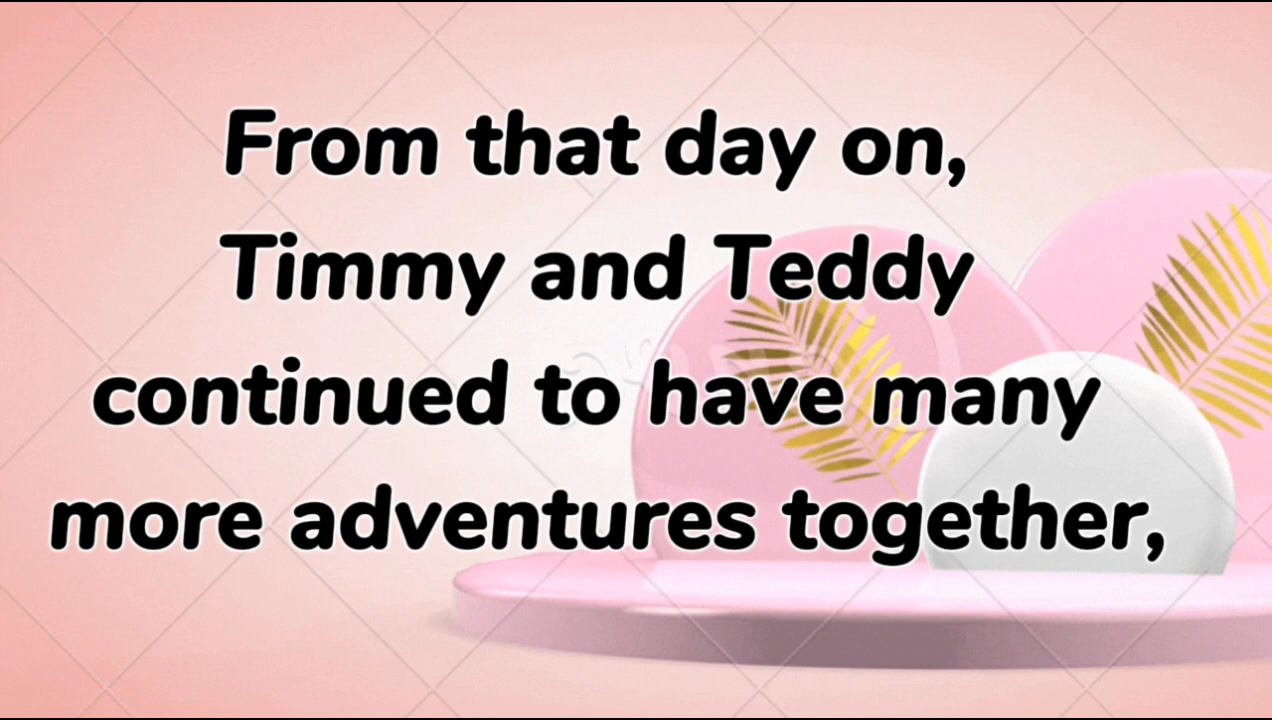 From that day on,
Timmy and Teddy
continued to have many
more adventures together,